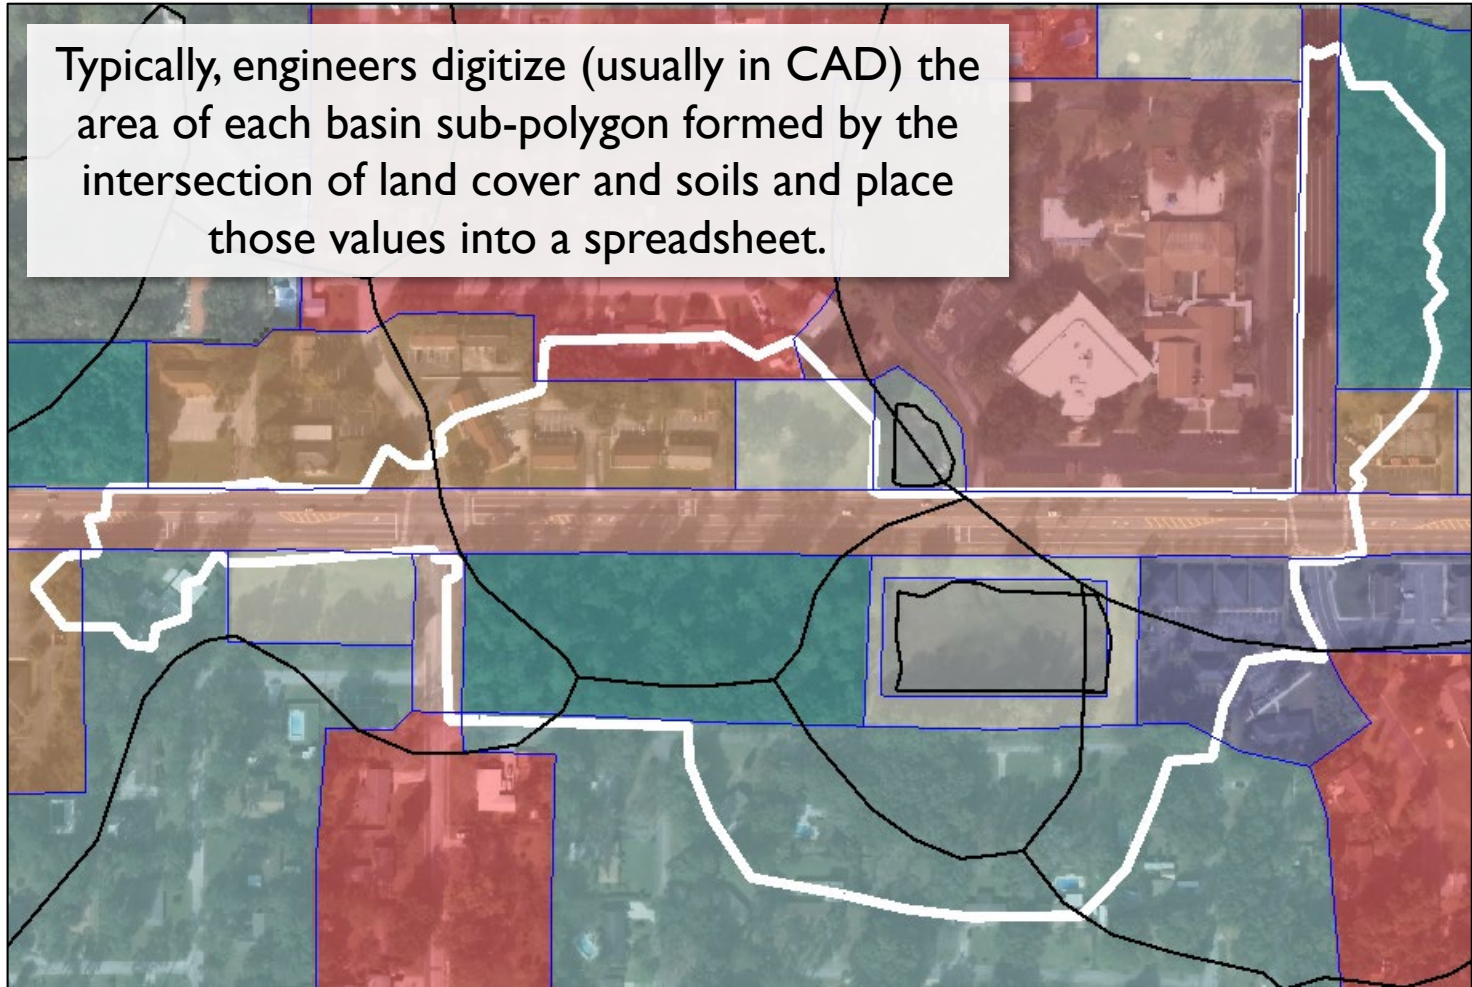 Typically, engineers digitize (usually in CAD) the
area of each basin sub-polygon formed by the
intersection of land cover and soils and place
those values into a spreadsheet.